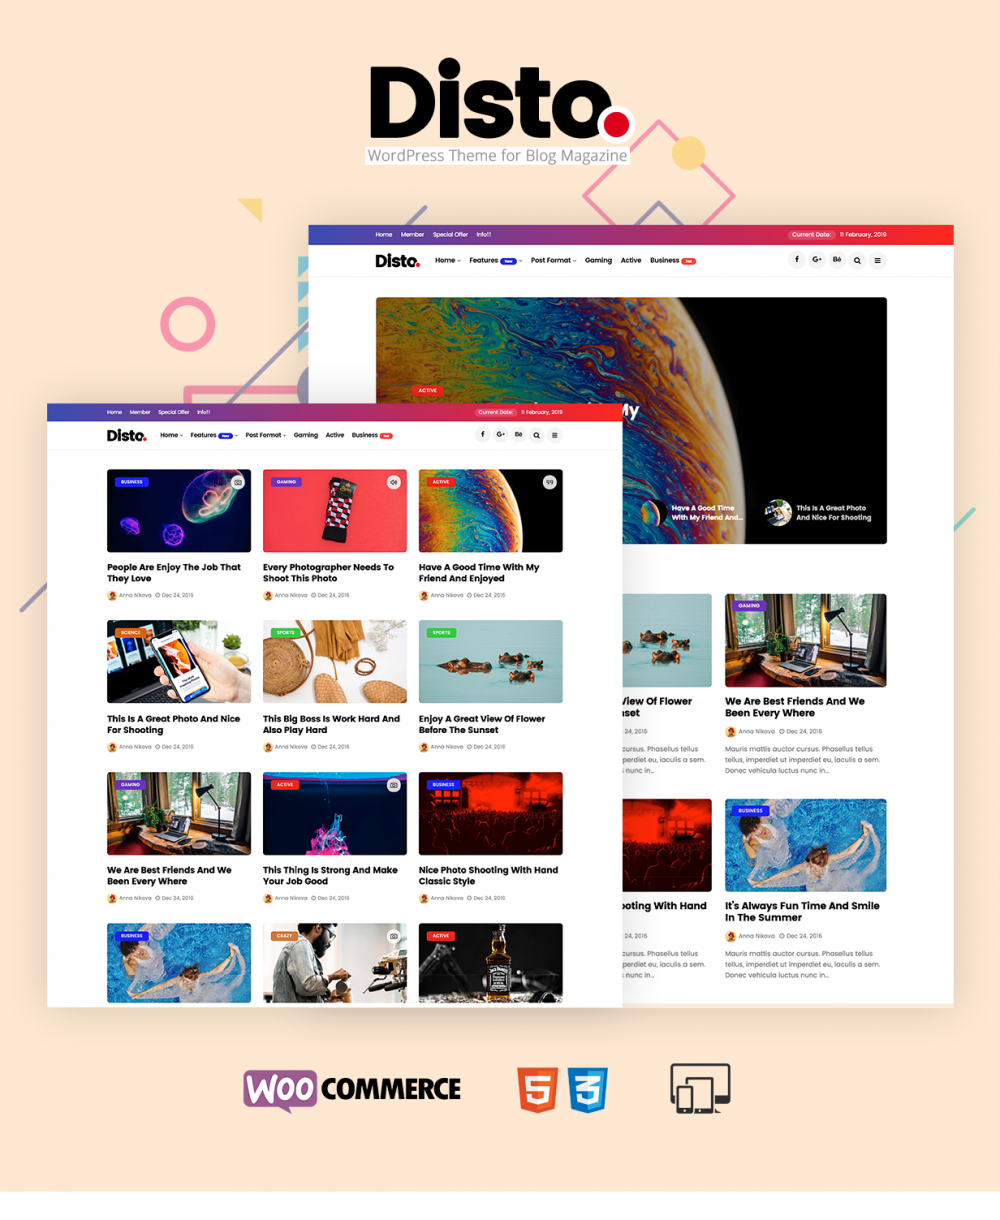 Disto.
WordPress Theme for Blog Magazine
Home Member Special Offer Info!! Current Date: 11 February, 2019
Disto. Home Features New Post Format Gaming Active Business Hot f G+ Bē
ACTIVE
My
Have A Good Time
With My Friend And...
This Is A Great Photo
And Nice For Shooting
View Of Flower
nset
24, 2016
cursus. Phasellus tellus
mperdiet eu, iaculis a sem.
nunc in...
GAMING
We Are Best Friends And We
Been Every Where
Anna Nikova Dec 24, 2016
Mauris mattis auctor cursus. Phasellus tellus
tellus, imperdiet ut imperdiet eu, iaculis a sem.
Donec vehicula luctus nunc in...
oting With Hand
24, 2016
cursus. Phasellus tellus
mperdiet eu, iaculis a sem.
nunc in...
BUSINESS
It's Always Fun Time And Smile
In The Summer
Anna Nikova Dec 24, 2016
Mauris mattis auctor cursus. Phasellus tellus
tellus, imperdiet ut imperdiet eu, iaculis a sem.
Donec vehicula luctus nunc in...
Home Member Special Offer Info!! Current Date: 11 February, 2019
Disto. Home Features New Post Format Gaming Active Business Hot f G+ Bē
BUSINESS
People Are Enjoy The Job That
They Love
Anna Nikova Dec 24, 2016
GAMING
Every Photographer Needs To
Shoot This Photo
Anna Nikova Dec 24, 2016
ACTIVE
Have A Good Time With My
Friend And Enjoyed
Anna Nikova Dec 24, 2016
SCIENCE
This Is A Great Photo And Nice
For Shooting
Anna Nikova Dec 24, 2016
SPORTS
This Big Boss Is Work Hard And
Also Play Hard
Anna Nikova Dec 24, 2016
SPORTS
Enjoy A Great View Of Flower
Before The Sunset
Anna Nikova Dec 24, 2016
GAMING
We Are Best Friends And We
Been Every Where
Anna Nikova Dec 24, 2016
ACTIVE
This Thing Is Strong And Make
Your Job Good
Anna Nikova Dec 24, 2016
BUSINESS
Nice Photo Shooting With Hand
Classic Style
Anna Nikova Dec 24, 2016
BUSINESS
CRAZY
ACTIVE
WOO COMMERCE
5 3